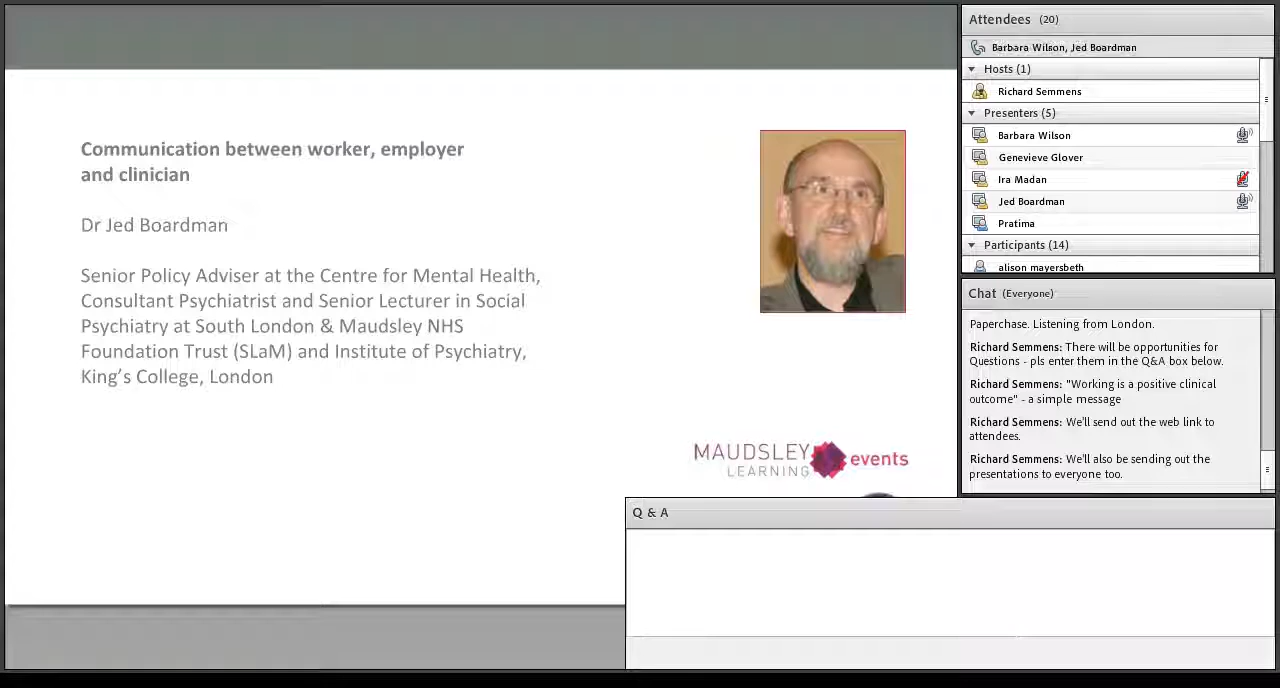 Communication between worker, employer
and clinician
Dr Jed Boardman
Senior Policy Adviser at the Centre for Mental Health,
Consultant Psychiatrist and Senior Lecturer in Social
Psychiatry at South London & Maudsley NHS
Foundation Trust (SLaM) and Institute of Psychiatry,
King's College, London
MAUDSLEY
LEARNING
events
Attendees (20)
Barbara Wilson, Jed Boardman
Hosts (1)
Richard Semmens
Presenters (5)
Barbara Wilson
Genevieve Glover
Ira Madan
Jed Boardman
Pratima
Participants (14)
alison mayersbeth
Chat (Everyone)
Paperchase. Listening from London.
Richard Semmens: There will be opportunities for
Questions - pls enter them in the Q&A box below.
Richard Semmens: "Working is a positive clinical
outcome" - a simple message
Richard Semmens: We'll send out the web link to
attendees.
Richard Semmens: We'll also be sending out the
presentations to everyone too.
Q & A